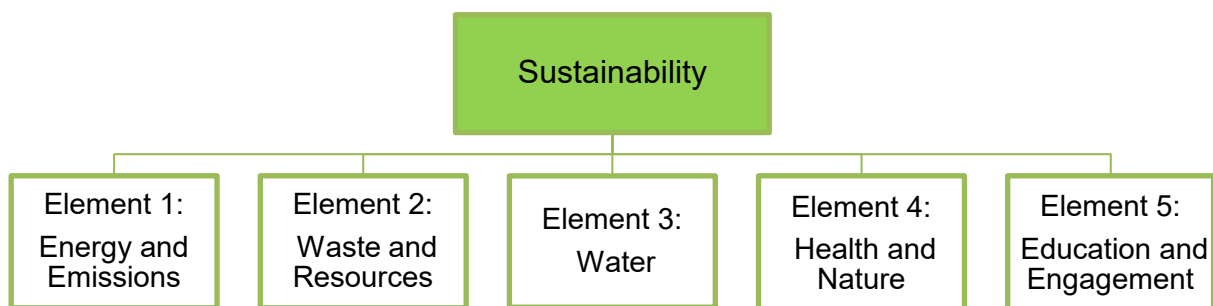 Sustainability
Element 1:
Energy and
Emissions
Element 2:
Waste and
Resources
Element 3:
Water
Element 4:
Health and
Nature
Element 5:
Education and
Engagement